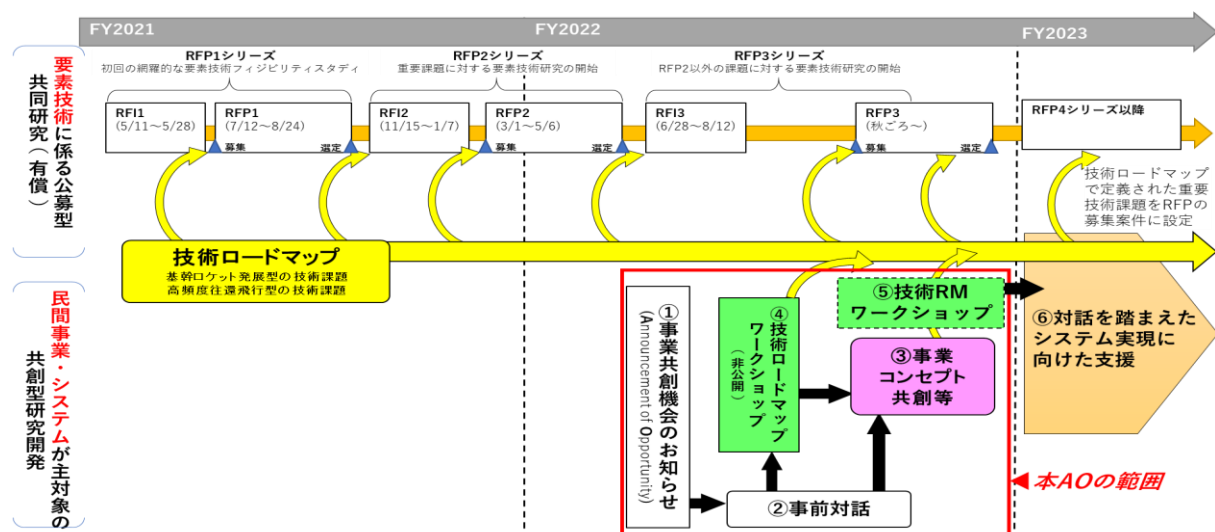 FY2021
FY2022
FY2023
要素技術に係る公募型
共同研究（有償）
RFP1シリーズ
初回の網羅的な要素技術フィジビリティスタディ
RFP2シリーズ
重要課題に対する要素技術研究の開始
RFP3シリーズ
RFP2以外の課題に対する要素技術研究の開始
RFI1
(5/11～5/28)
RFP1
(7/12～8/24)
募集
選定
RFI2
(11/15～1/7)
RFP2
(3/1～5/6)
募集
選定
RFI3
(6/28～8/12)
RFP3
(秋ごろ～)
募集
選定
RFP4シリーズ以降
技術ロードマップ
で定義された重要
技術課題をRFPの
募集案件に設定
技術ロードマップ
基幹ロケット発展型の技術課題
高頻度往還飛行型の技術課題
民間事業・システムが主対象の
共創型研究開発
①事業共創機会のお知らせ
(Announcement of Opportunity)
④技術ロードマップ
ワークショップ
（非公開）
⑤技術RM
ワークショップ
③事業
コンセプト
共創等
②事前対話
⑥対話を踏まえた
システム実現に
向けた支援
本AOの範囲